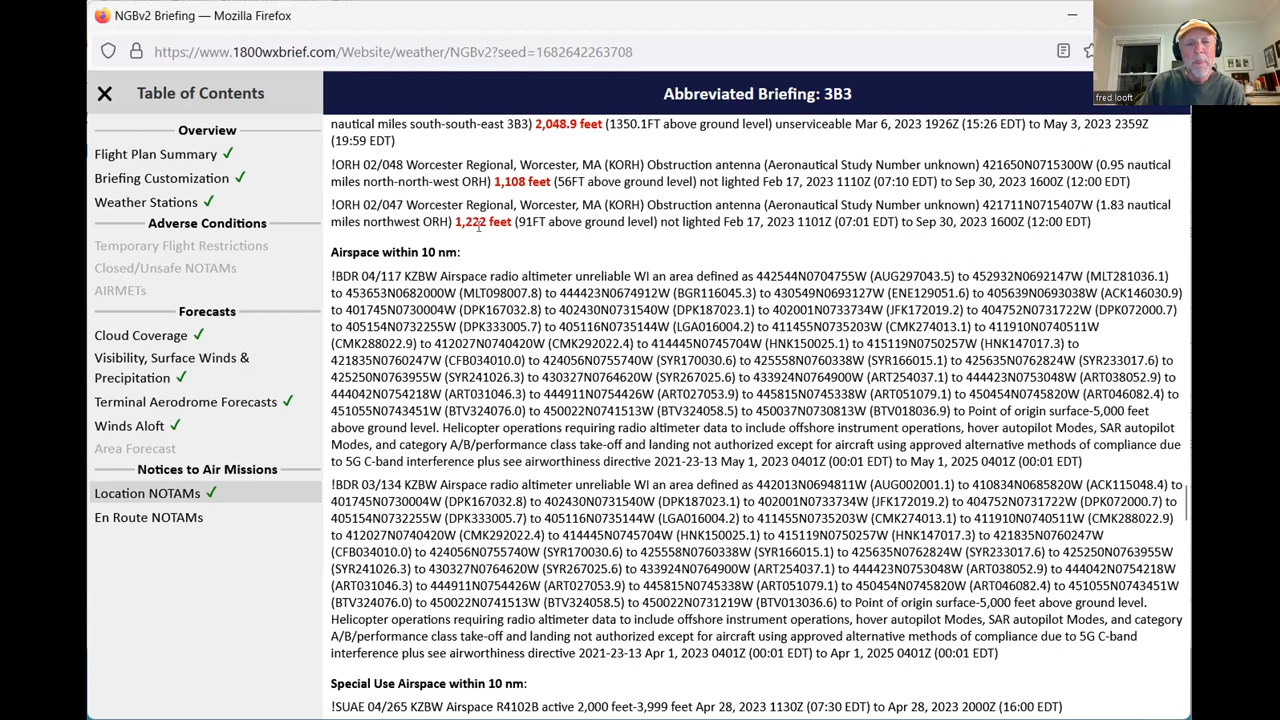 NGBv2 Briefing — Mozilla Firefox
https://www.1800wxbrief.com/Website/weather/NGBv2?seed=1682642263708
fred looft
Table of Contents
Overview
Flight Plan Summary
Briefing Customization
Weather Stations
Adverse Conditions
Temporary Flight Restrictions
Closed/Unsafe NOTAMs
AIRMETs
Forecasts
Cloud Coverage
Visibility, Surface Winds &
Precipitation
Terminal Aerodrome Forecasts
Winds Aloft
Area Forecast
Notices to Air Missions
Location NOTAMs
En Route NOTAMs
Abbreviated Briefing: 3B3
nautical miles south-south-east 3B3) 2,048.9 feet (1350.1FT above ground level) unserviceable Mar 6, 2023 1926Z (15:26 EDT) to May 3, 2023 2359Z
(19:59 EDT)
!ORH 02/048 Worcester Regional, Worcester, MA (KORH) Obstruction antenna (Aeronautical Study Number unknown) 421650N0715300W (0.95 nautical
miles north-north-west ORH) 1,108 feet (56FT above ground level) not lighted Feb 17, 2023 1110Z (07:10 EDT) to Sep 30, 2023 1600Z (12:00 EDT)
!ORH 02/047 Worcester Regional, Worcester, MA (KORH) Obstruction antenna (Aeronautical Study Number unknown) 421711N0715407W (1.83 nautical
miles northwest ORH) 1,222 feet (91FT above ground level) not lighted Feb 17, 2023 1101Z (07:01 EDT) to Sep 30, 2023 1600Z (12:00 EDT)
Airspace within 10 nm:
!BDR 04/117 KZBW Airspace radio altimeter unreliable WI an area defined as 442544N0704755W (AUG297043.5) to 452932N0692147W (MLT281036.1)
to 453653N0682000W (MLT098007.8) to 444423N0674912W (BGR116045.3) to 430549N0693127W (ENE129051.6) to 405639N0693038W (ACK146030.9)
to 401745N0730004W (DPK167032.8) to 402430N0731540W (DPK187023.1) to 402001N0733734W (JFK172019.2) to 404752N0731722W (DPK072000.7)
to 405154N0732255W (DPK333005.7) to 405116N0735144W (LGA016004.2) to 411455N0735203W (CMK274013.1) to 411910N0740511W
(CMK288022.9) to 412027N0740420W (CMK292022.4) to 414445N0745704W (HNK150025.1) to 415119N0750257W (HNK147017.3) to
421835N0760247W (CFB034010.0) to 424056N0755740W (SYR170030.6) to 425558N0760338W (SYR166015.1) to 425635N0762824W (SYR233017.6) to
425250N0763955W (SYR241026.3) to 430327N0764620W (SYR267025.6) to 433924N0764900W (ART254037.1) to 444423N0753048W (ART038052.9) to
444042N0754218W (ART031046.3) to 444911N0754426W (ART027053.9) to 445815N0745338W (ART051079.1) to 450454N0745820W (ART046082.4) to
451055N0743451W (BTV324076.0) to 450022N0741513W (BTV324058.5) to 450037N0730813W (BTV018036.9) to Point of origin surface-5,000 feet
above ground level. Helicopter operations requiring radio altimeter data to include offshore instrument operations, hover autopilot Modes, SAR autopilot
Modes, and category A/B/performance class take-off and landing not authorized except for aircraft using approved alternative methods of compliance due
to 5G C-band interference plus see airworthiness directive 2021-23-13 May 1, 2023 0401Z (00:01 EDT) to May 1, 2025 0401Z (00:01 EDT)
!BDR 03/134 KZBW Airspace radio altimeter unreliable WI an area defined as 442013N0694811W (AUG002001.1) to 410834N0685820W (ACK115048.4) to
401745N0730004W (DPK167032.8) to 402430N0731540W (DPK187023.1) to 402001N0733734W (JFK172019.2) to 404752N0731722W (DPK072000.7) to
405154N0732255W (DPK333005.7) to 405116N0735144W (LGA016004.2) to 411455N0735203W (CMK274013.1) to 411910N0740511W (CMK288022.9)
to 412027N0740420W (CMK292022.4) to 414445N0745704W (HNK150025.1) to 415119N0750257W (HNK147017.3) to 421835N0760247W
(CFB034010.0) to 424056N0755740W (SYR170030.6) to 425558N0760338W (SYR166015.1) to 425635N0762824W (SYR233017.6) to 425250N0763955W
(SYR241026.3) to 430327N0764620W (SYR267025.6) to 433924N0764900W (ART254037.1) to 444423N0753048W (ART038052.9) to 444042N0754218W
(ART031046.3) to 444911N0754426W (ART027053.9) to 445815N0745338W (ART051079.1) to 450454N0745820W (ART046082.4) to 451055N0743451W
(BTV324076.0) to 450022N0741513W (BTV324058.5) to 450022N0731219W (BTV013036.6) to Point of origin surface-5,000 feet above ground level.
Helicopter operations requiring radio altimeter data to include offshore instrument operations, hover autopilot Modes, SAR autopilot Modes, and category
A/B/performance class take-off and landing not authorized except for aircraft using approved alternative methods of compliance due to 5G C-band
interference plus see airworthiness directive 2021-23-13 Apr 1, 2023 0401Z (00:01 EDT) to Apr 1, 2025 0401Z (00:01 EDT)
Special Use Airspace within 10 nm:
!SUAE 04/265 KZBW Airspace R4102B active 2,000 feet-3,999 feet Apr 28, 2023 1130Z (07:30 EDT) to Apr 28, 2023 2000Z (16:00 EDT)